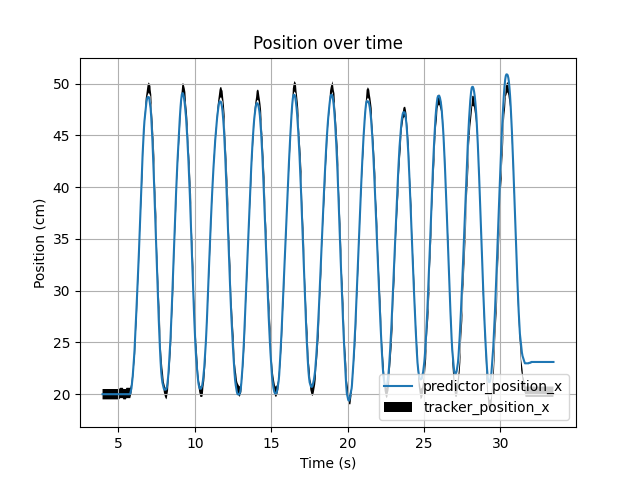 Position over time
Position (cm)
50
45
40
35
30
25
20
5 10 15 20 25 30
Time (s)
predictor_position_x
tracker_position_x